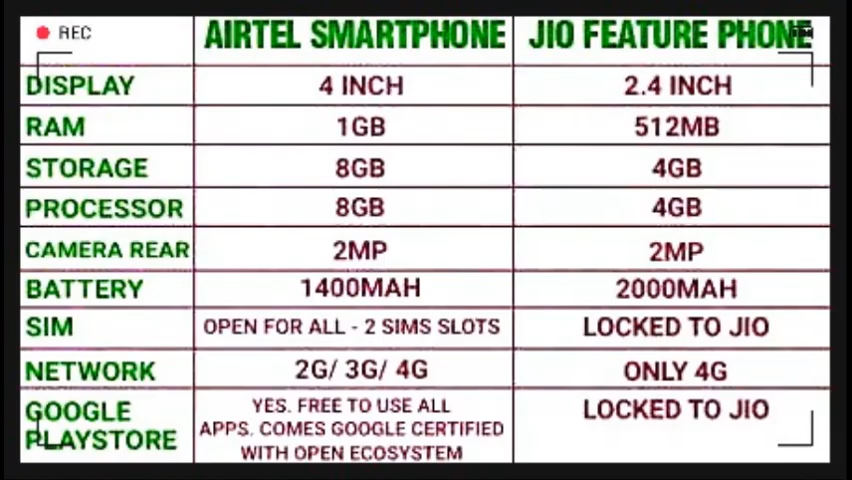 REC
AIRTEL SMARTPHONE JIO FEATURE PHONE
DISPLAY 4 INCH 2.4 INCH
RAM 1GB 512MB
STORAGE 8GB 4GB
PROCESSOR 8GB 4GB
CAMERA REAR 2MP 2MP
BATTERY 1400MAH 2000MAH
SIM OPEN FOR ALL - 2 SIMS SLOTS LOCKED TO JIO
NETWORK 2G/ 3G/ 4G ONLY 4G
GOOGLE PLAYSTORE YES. FREE TO USE ALL LOCKED TO JIO
APPS. COMES GOOGLE CERTIFIED
WITH OPEN ECOSYSTEM